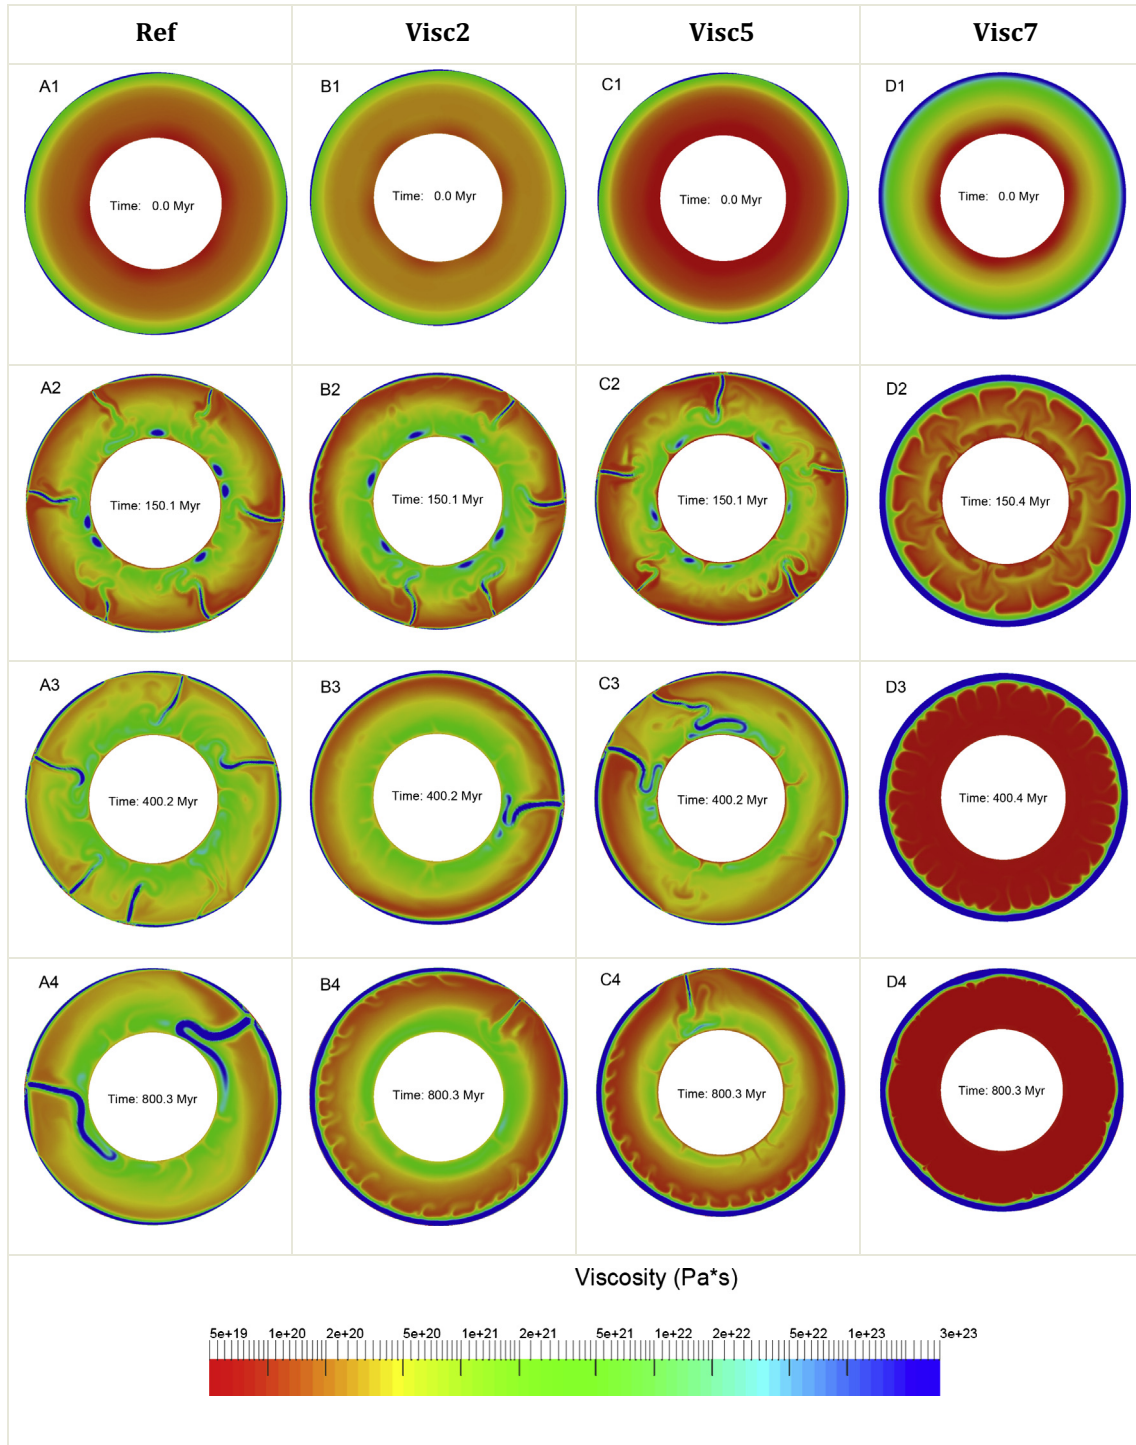 Ref Visc2 Visc5 Visc7
A1 B1 C1 D1
Time: 0.0 Myr Time: 0.0 Myr Time: 0.0 Myr Time: 0.0 Myr
A2 B2 C2 D2
Time: 150.1 Myr Time: 150.1 Myr Time: 150.1 Myr Time: 150.4 Myr
A3 B3 C3 D3
Time: 400.2 Myr Time: 400.2 Myr Time: 400.2 Myr Time: 400.4 Myr
A4 B4 C4 D4
Time: 800.3 Myr Time: 800.3 Myr Time: 800.3 Myr Time: 800.3 Myr
Viscosity (Pa*s)
5e+19 1e+20 2e+20 5e+20 1e+21 2e+21 5e+21 1e+22 2e+22 5e+22 1e+23 3e+23